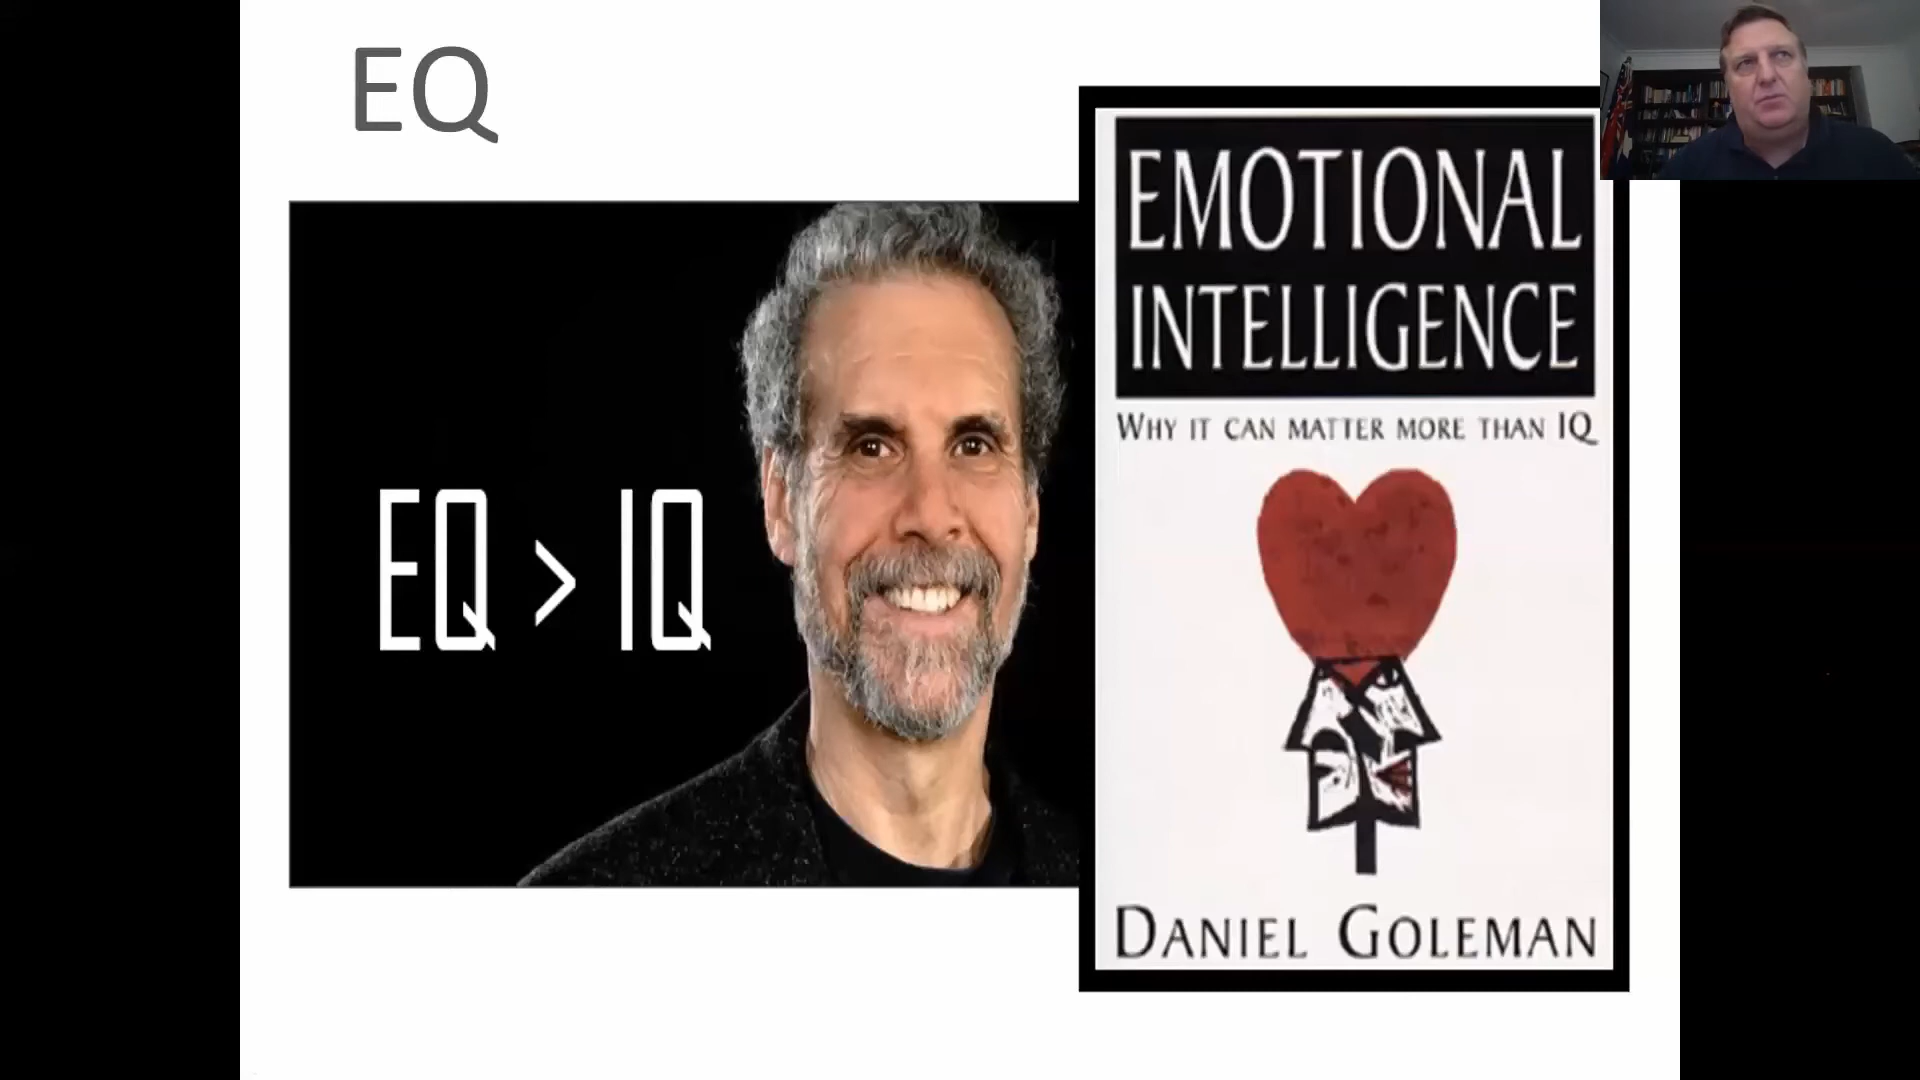 EQ
EQ > IQ
EMOTIONAL
INTELLIGENCE
WHY IT CAN MATTER MORE THAN IQ
DANIEL GOLEMAN